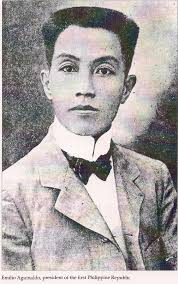 Emilio Aguinaldo, president of the first Philippine Republic